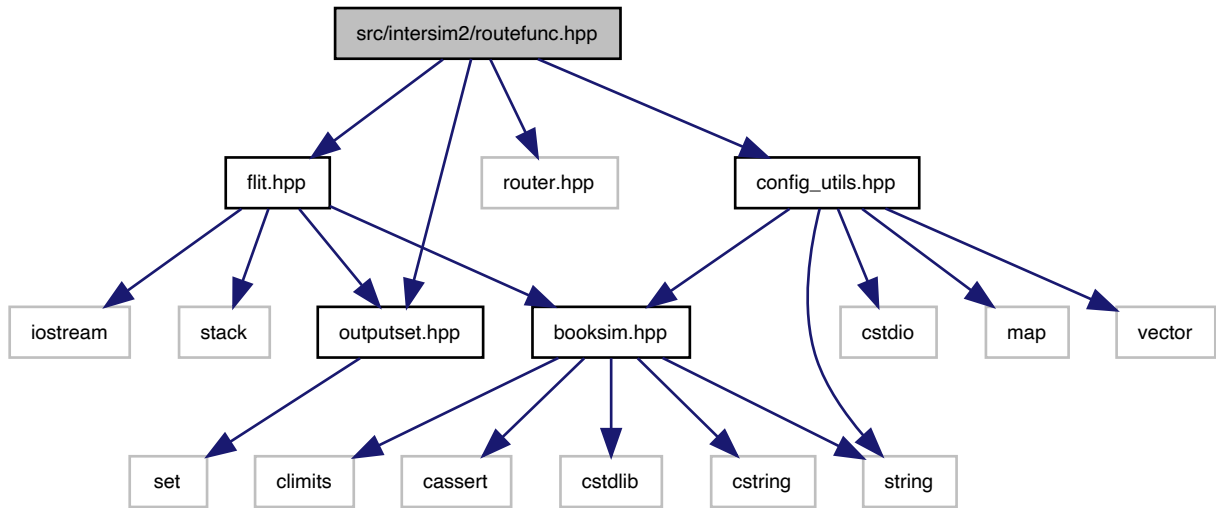 src/intersim2/routefunc.hpp
flit.hpp
router.hpp
config_utils.hpp
iostream
stack
outputset.hpp
booksim.hpp
cstdio
map
vector
set
climits
cassert
cstdlib
cstring
string